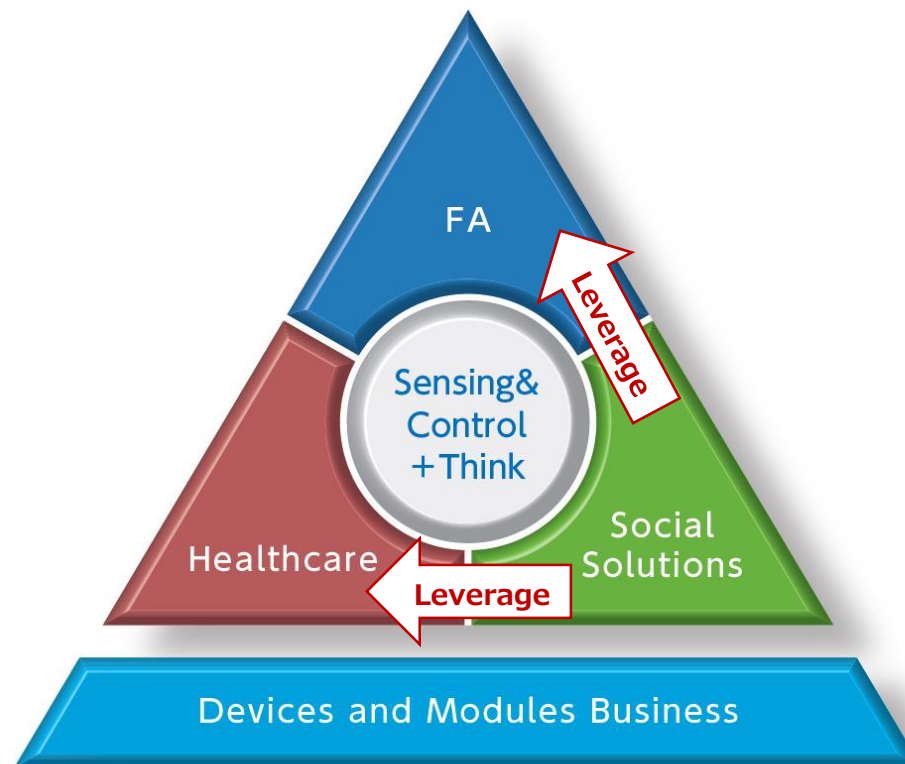 FA
Leverage
Sensing&
Control
+Think
Healthcare
Leverage
Social
Solutions
Devices and Modules Business